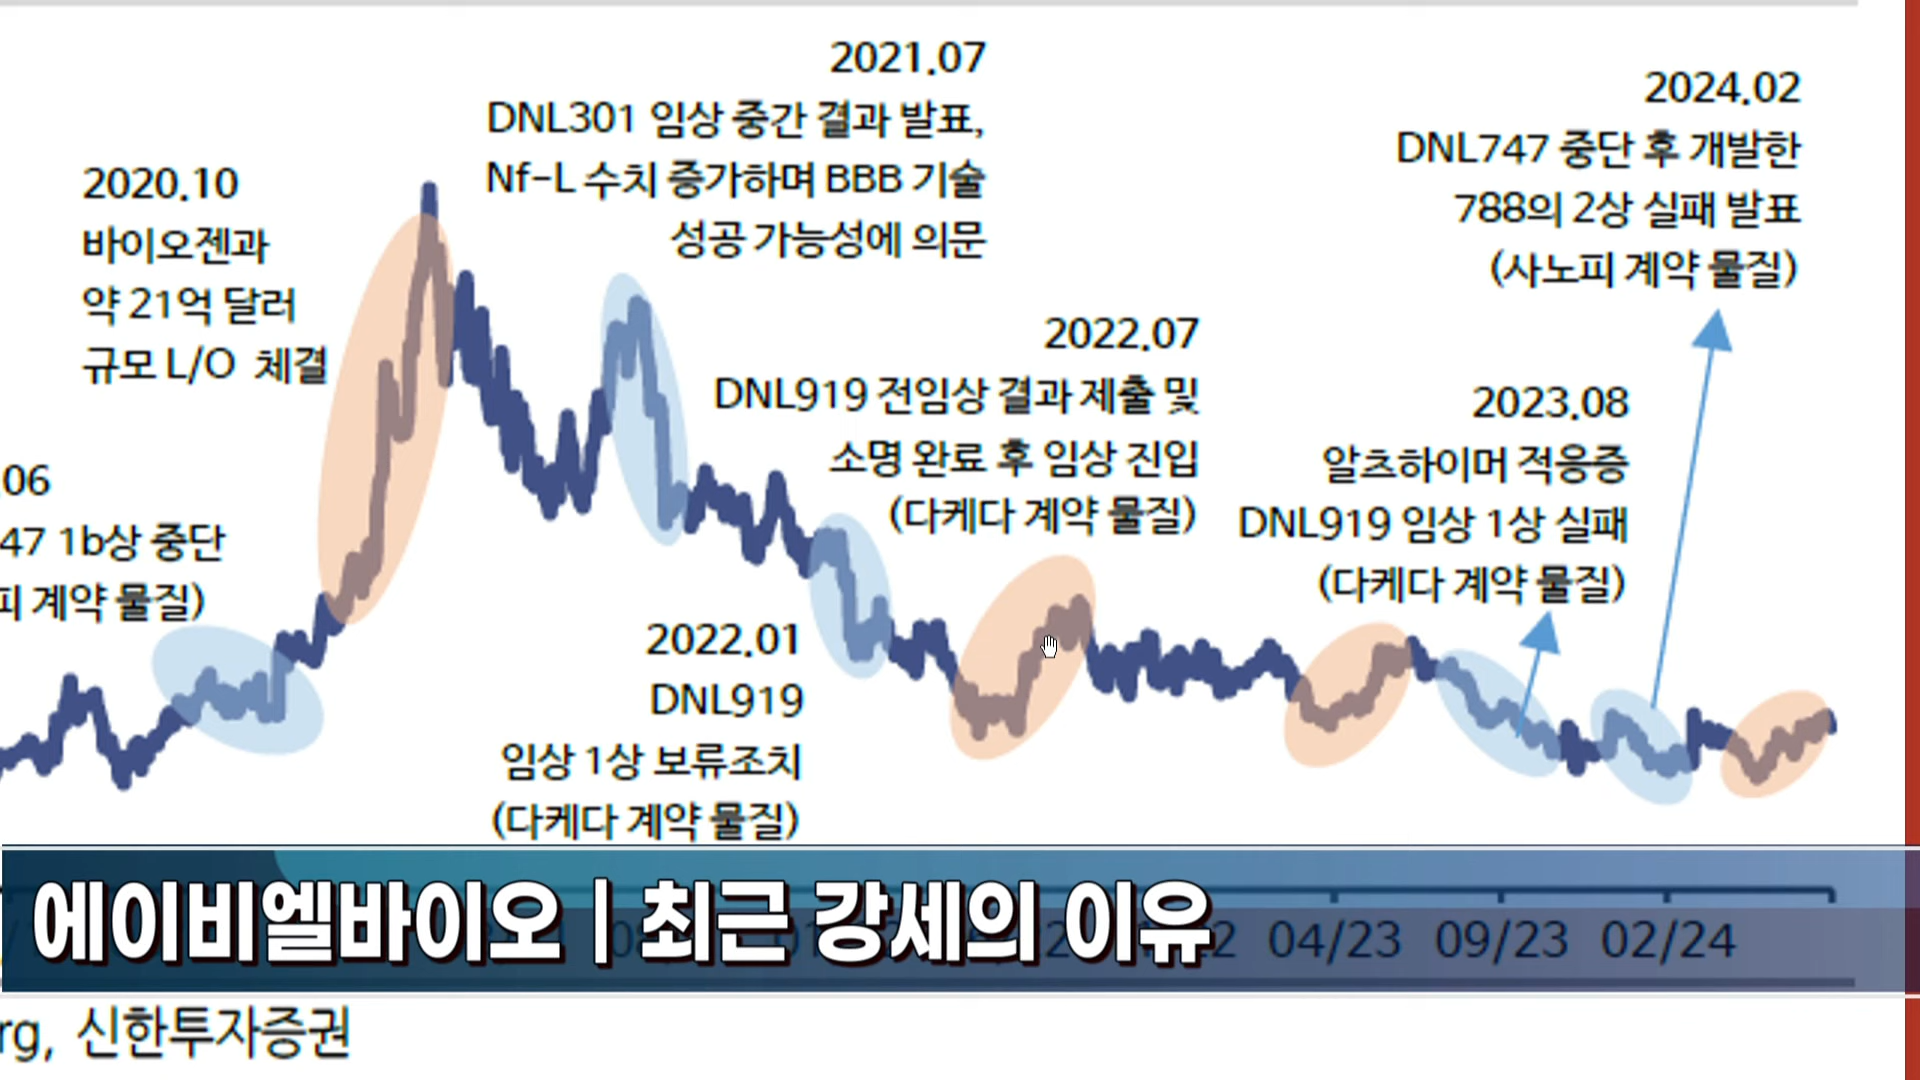 2021.07
DNL301 임상 중간 결과 발표,
Nf-L 수치 증가하며 BBB 기술
성공 가능성에 의문
2024.02
DNL747 중단 후 개발한
788의 2상 실패 발표
(사노피 계약 물질)
2020.10
바이오젠과
약 21억 달러
규모 L/O 체결
2022.07
DNL919 전임상 결과 제출 및
소명 완료 후 임상 진입
(다케다 계약 물질)
2023.08
알츠하이머 적응증
DNL919 임상 1상 실패
(다케다 계약 물질)
06
47 1b상 중단
피 계약 물질)
2022.01
DNL919
임상 1상 보류조치
(다케다 계약 물질)
에이비엘바이오 | 최근 강세의 이유
04/23 09/23 02/24
rg, 신한투자증권